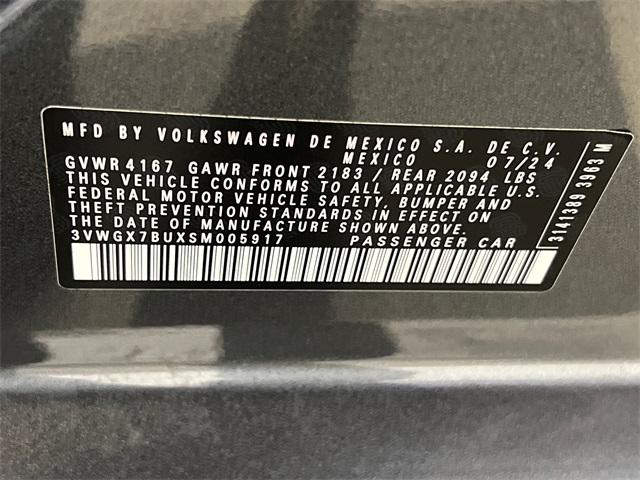 MFD BY VOLKSWAGEN DE MEXICO S.A. DE C.V.
MEXICO 07/24
GVWR 4167 GAWR FRONT 2183 / REAR 2094 LBS
THIS VEHICLE CONFORMS TO ALL APPLICABLE U.S.
FEDERAL MOTOR VEHICLE SAFETY, BUMPER AND
THEFT PREVENTION STANDARDS IN EFFECT ON
THE DATE OF MANUFACTURE SHOWN ABOVE.
3VWGX7BUXSM005917 PASSENGER CAR
3141389 3963 M